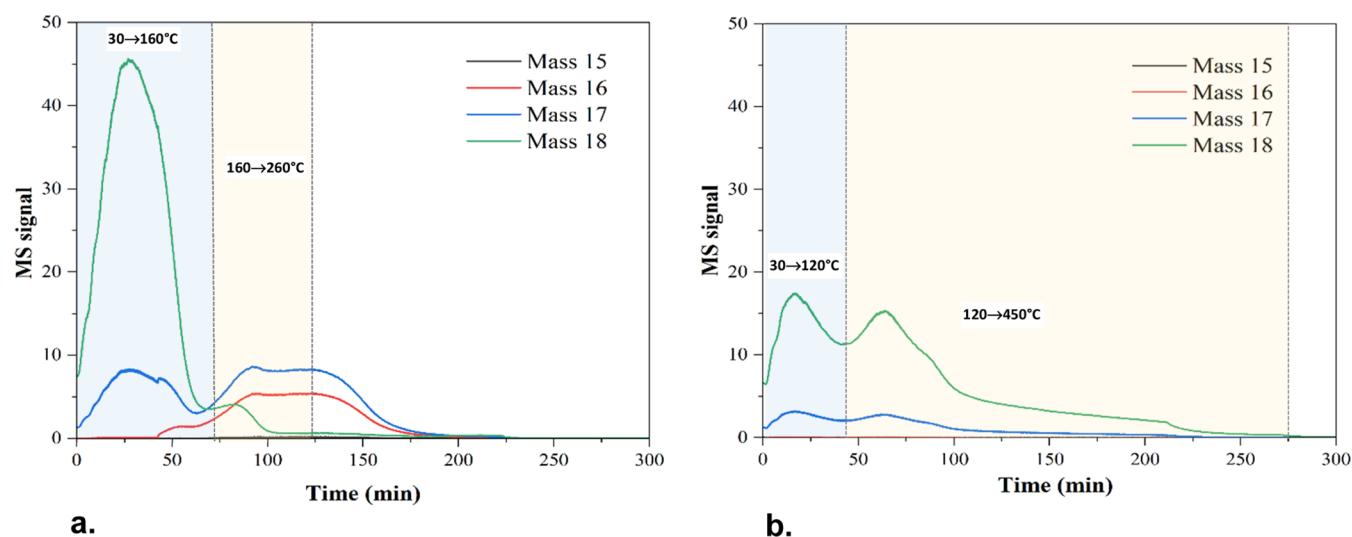 50
40
30
20
10
0
MS signal
30→160°C
160→260°C
Mass 15
Mass 16
Mass 17
Mass 18
0 50 100 150 200 250 300
Time (min)
a.
50
40
30
20
10
0
MS signal
30→120°C
120→450°C
Mass 15
Mass 16
Mass 17
Mass 18
0 50 100 150 200 250 300
Time (min)
b.